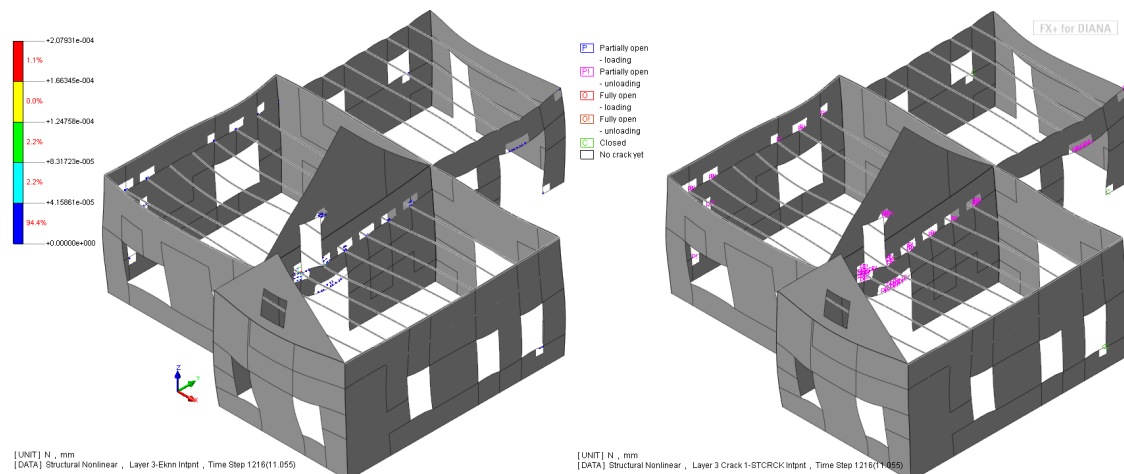 +2.07931e-004
1.1%
+1.66345e-004
0.0%
+1.24758e-004
2.2%
+8.31723e-005
2.2%
+4.15861e-005
94.4%
+0.00000e+000
Z
Y
X
[UNIT] N , mm
[DATA] Structural Nonlinear , Layer 3-Eknn Intpnt , Time Step 1216(11.055)
FX+ for DIANA
P Partially open
- loading
Pl Partially open
- unloading
O Fully open
- loading
Ol Fully open
- unloading
C Closed
No crack yet
[UNIT] N , mm
[DATA] Structural Nonlinear , Layer 3 Crack 1-STCRCK Intpnt , Time Step 1216(11.055)